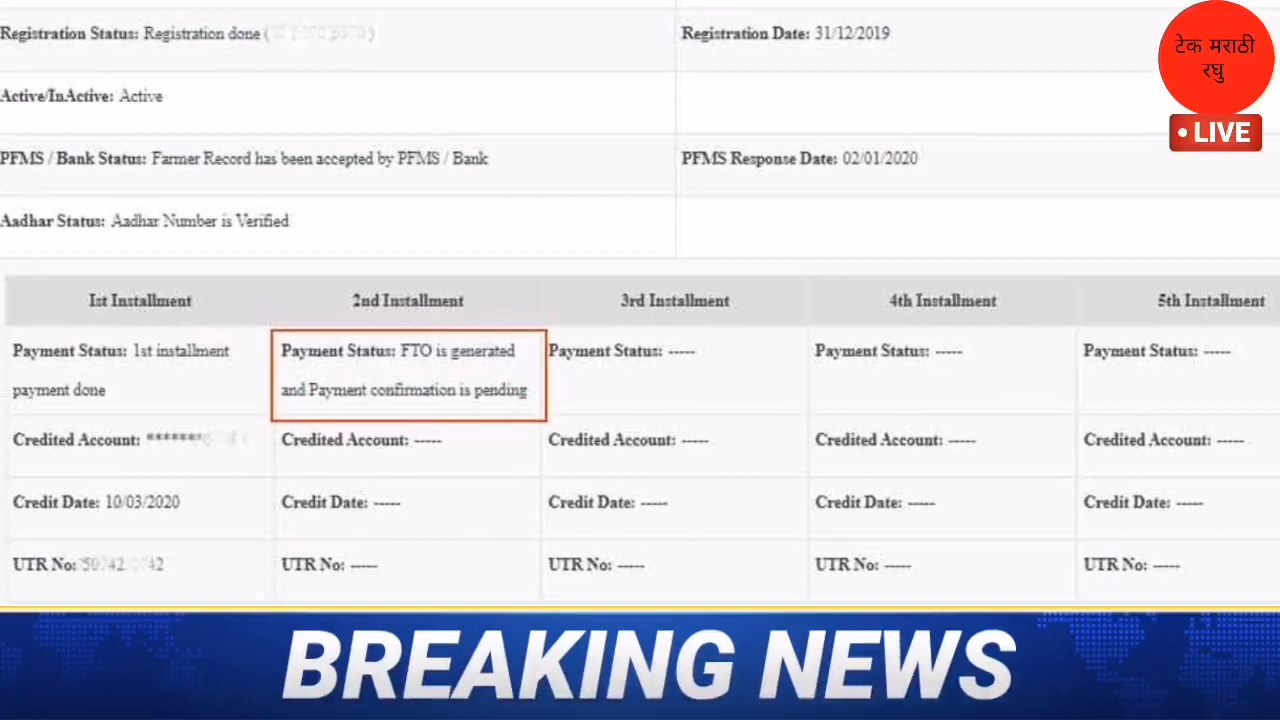 Registration Status: Registration done (
Registration Date: 31/12/2019
टेक मराठी
रघु
• LIVE
Active/InActive: Active
PFMS / Bank Status: Farmer Record has been accepted by PFMS / Bank
PFMS Response Date: 02/01/2020
Aadhar Status: Aadhar Number is Verified
1st Installment
2nd Installment
3rd Installment
4th Installment
5th Installment
Payment Status: 1st installment
payment done
Payment Status: FTO is generated
and Payment confirmation is pending
Payment Status: -----
Payment Status: -----
Payment Status: -----
Credited Account: *******
Credited Account: -----
Credited Account: -----
Credited Account: -----
Credited Account: -----
Credit Date: 10/03/2020
Credit Date: -----
Credit Date: -----
Credit Date: -----
Credit Date: -----
UTR No:
UTR No: -----
UTR No: -----
UTR No: -----
UTR No: -----
BREAKING NEWS